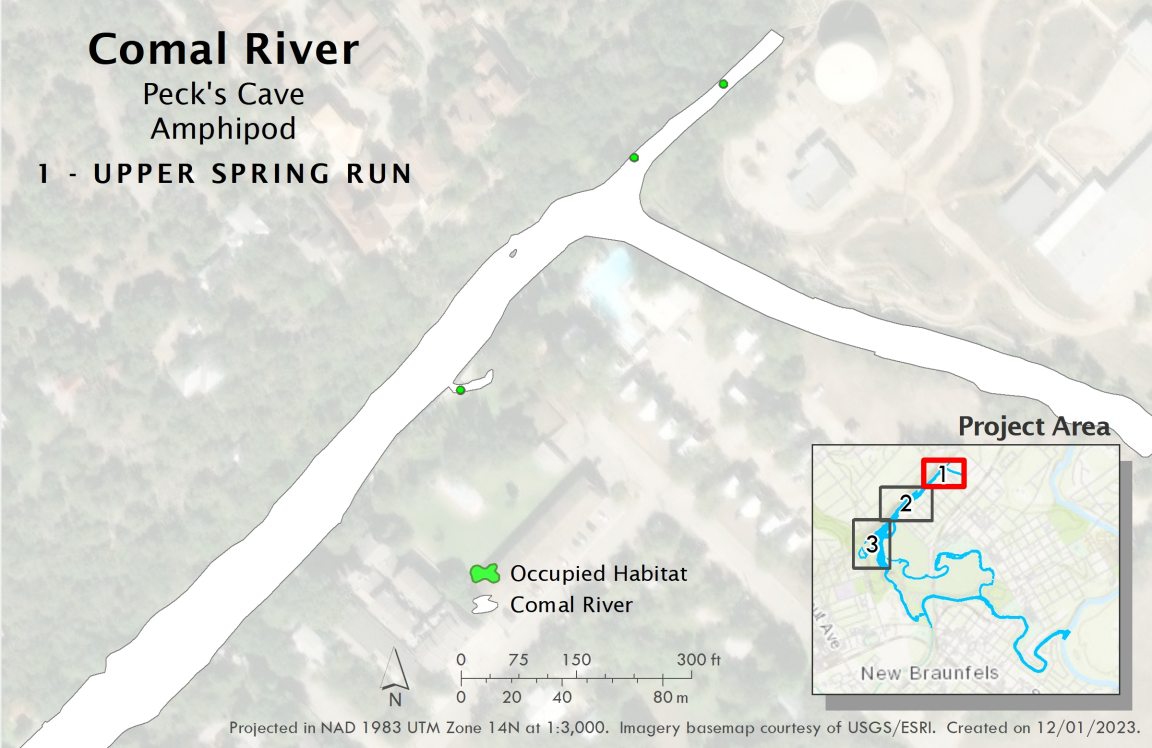 Comal River
Peck's Cave
Amphipod
1 - UPPER SPRING RUN
Project Area
1
2
3
New Braunfels
Occupied Habitat
Comal River
0 75 150 300 ft
0 20 40 80 m
N
Projected in NAD 1983 UTM Zone 14N at 1:3,000. Imagery basemap courtesy of USGS/ESRI. Created on 12/01/2023.